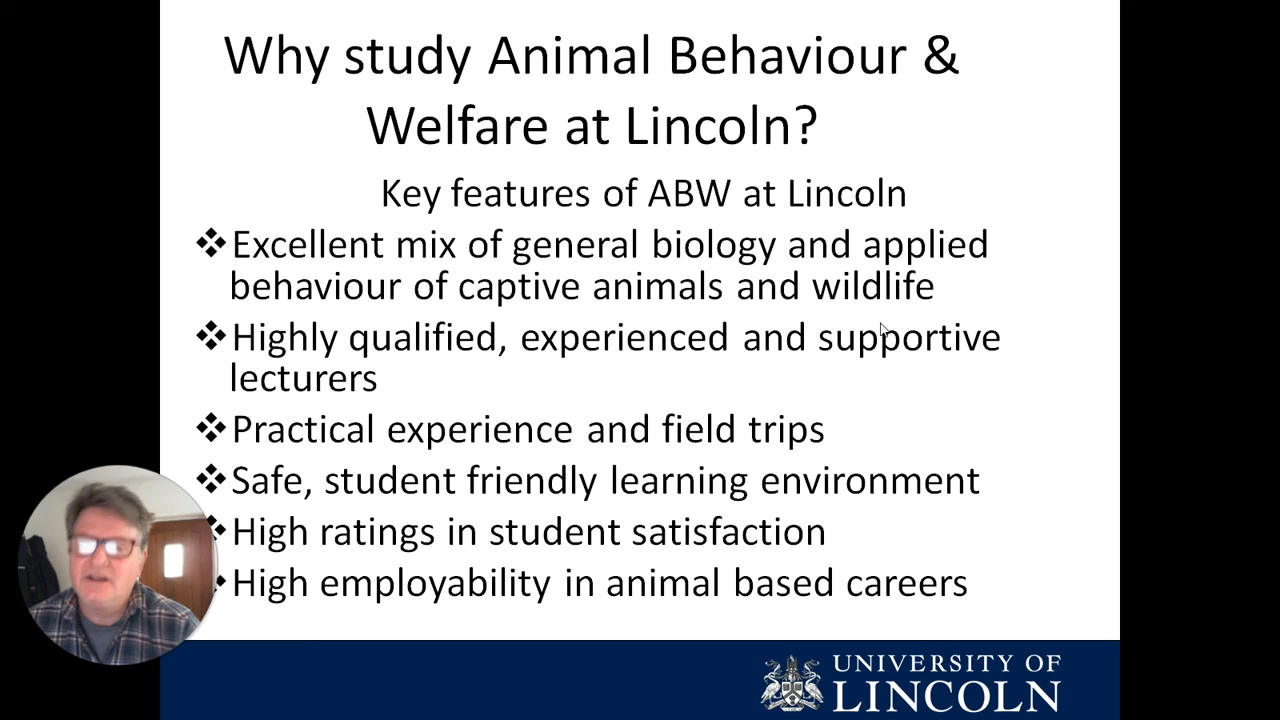 Why study Animal Behaviour &
Welfare at Lincoln?
Key features of ABW at Lincoln
❖Excellent mix of general biology and applied
behaviour of captive animals and wildlife
❖Highly qualified, experienced and supportive
lecturers
❖Practical experience and field trips
❖Safe, student friendly learning environment
❖High ratings in student satisfaction
❖High employability in animal based careers
UNIVERSITY OF
LINCOLN